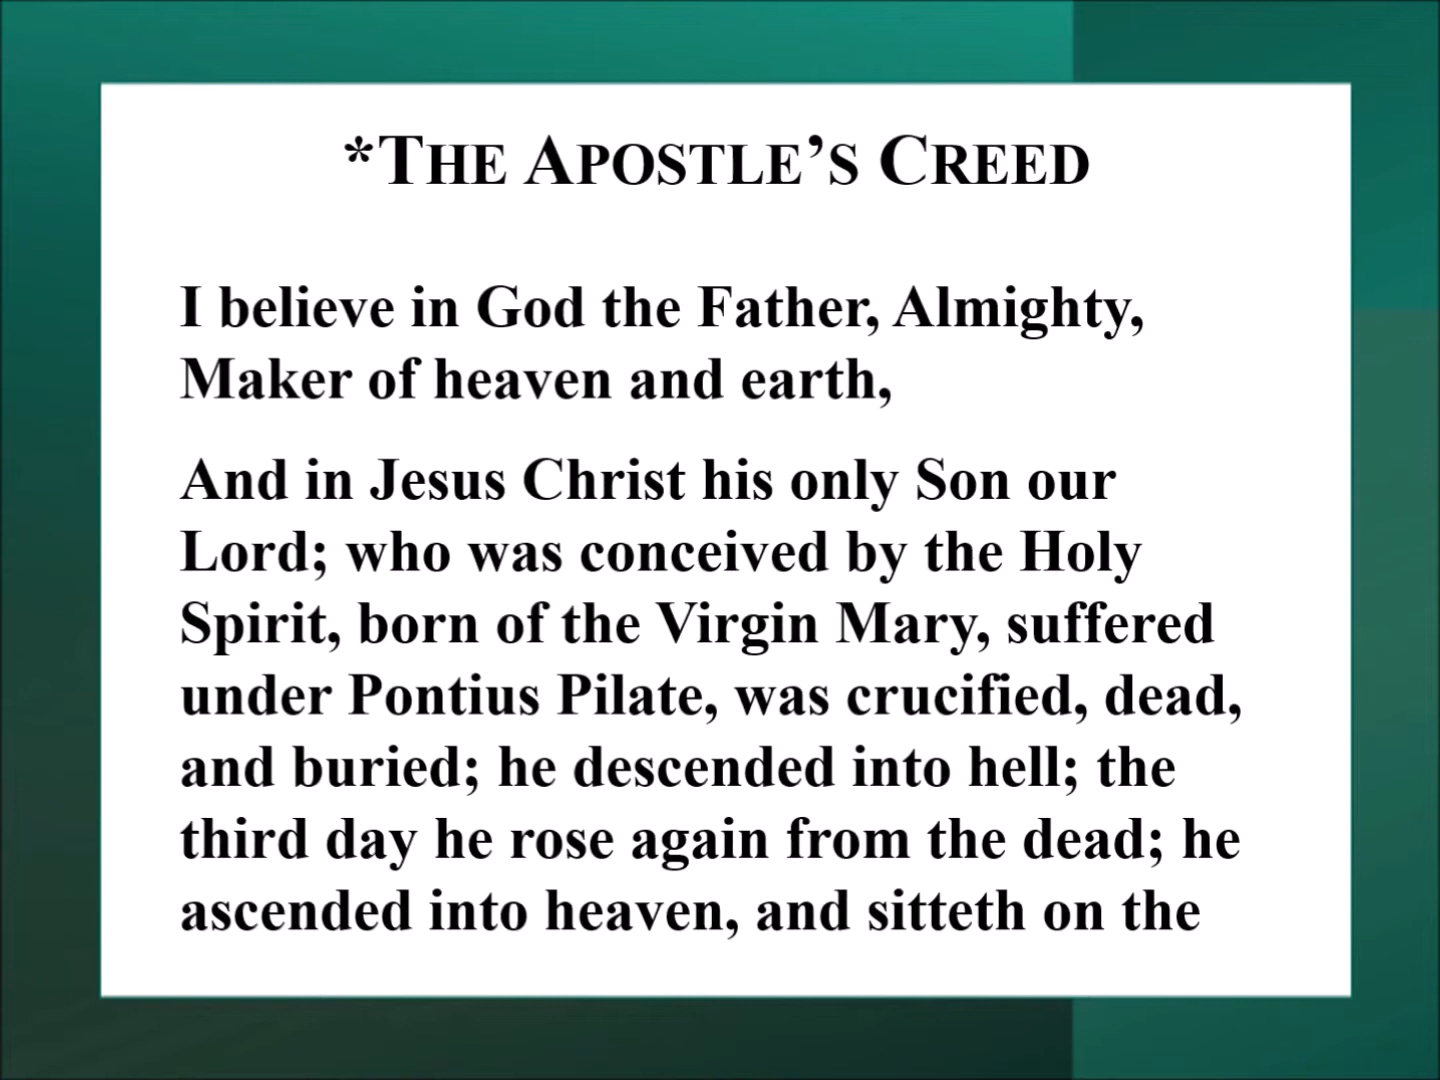 *THE APOSTLE’S CREED
I believe in God the Father, Almighty,
Maker of heaven and earth,
And in Jesus Christ his only Son our
Lord; who was conceived by the Holy
Spirit, born of the Virgin Mary, suffered
under Pontius Pilate, was crucified, dead,
and buried; he descended into hell; the
third day he rose again from the dead; he
ascended into heaven, and sitteth on the